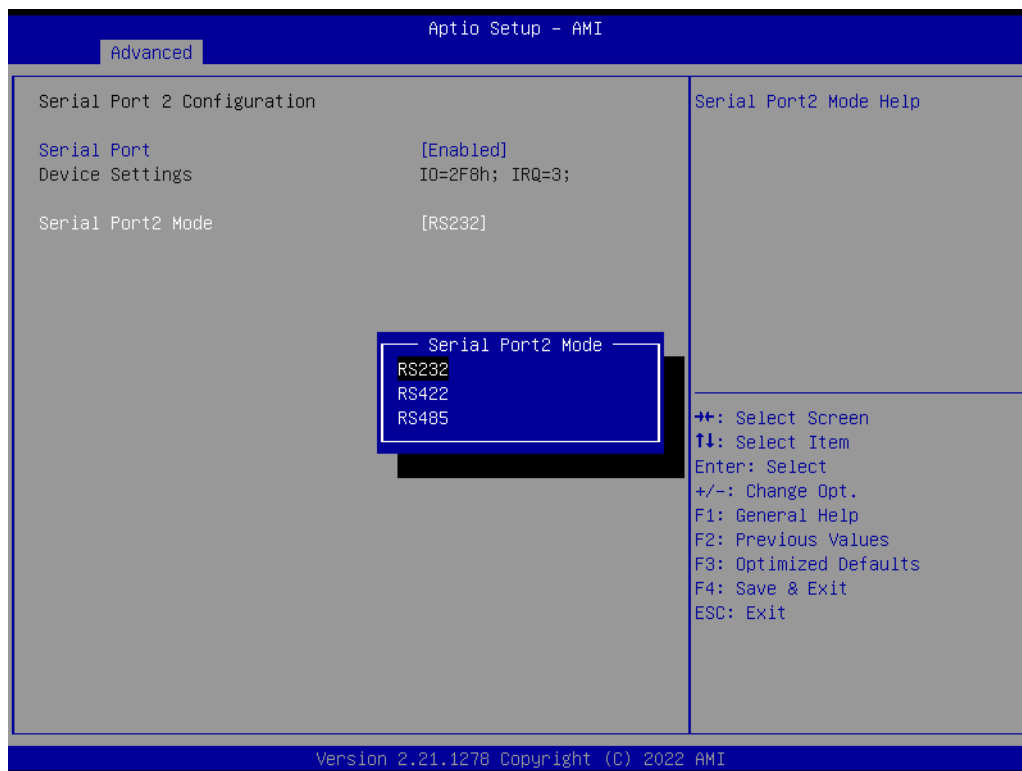 Aptio Setup – AMI
Advanced
Serial Port 2 Configuration
Serial Port [Enabled]
Device Settings IO=2F8h; IRQ=3;
Serial Port2 Mode [RS232]
Serial Port2 Mode
RS232
RS422
RS485
Serial Port2 Mode Help
→←: Select Screen
↑↓: Select Item
Enter: Select
+/-: Change Opt.
F1: General Help
F2: Previous Values
F3: Optimized Defaults
F4: Save & Exit
ESC: Exit
Version 2.21.1278 Copyright (C) 2022 AMI